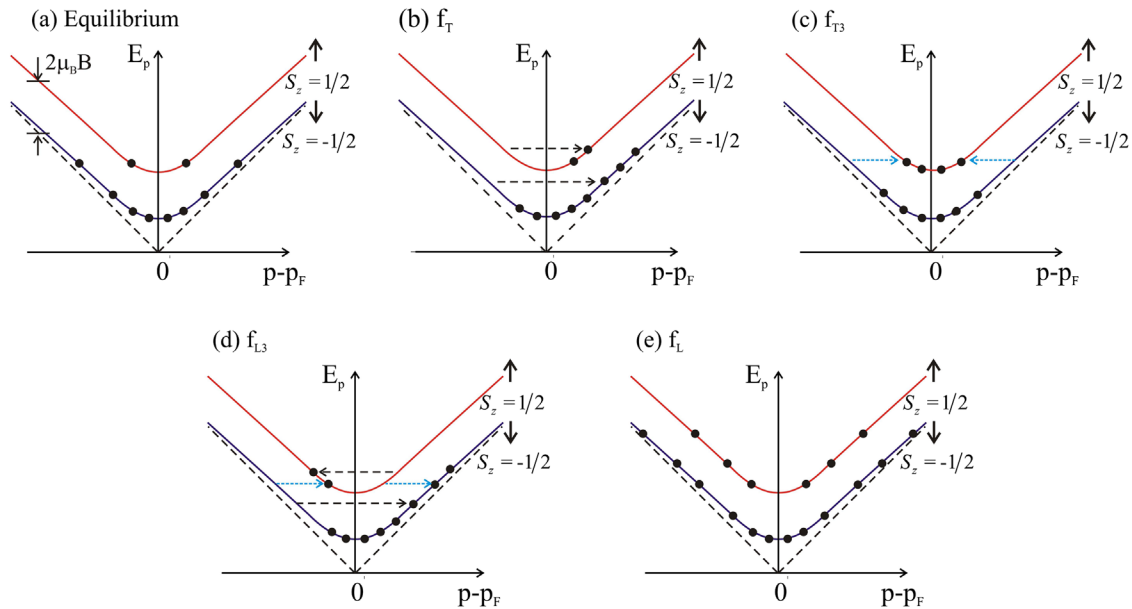 (a) Equilibrium
E_p
2μ_BB
S_z = 1/2
S_z = -1/2
0
p-p_F
(b) f_T
E_p
S_z = 1/2
S_z = -1/2
0
p-p_F
(c) f_T3
E_p
S_z = 1/2
S_z = -1/2
0
p-p_F
(d) f_L3
E_p
S_z = 1/2
S_z = -1/2
0
p-p_F
(e) f_L
E_p
S_z = 1/2
S_z = -1/2
0
p-p_F